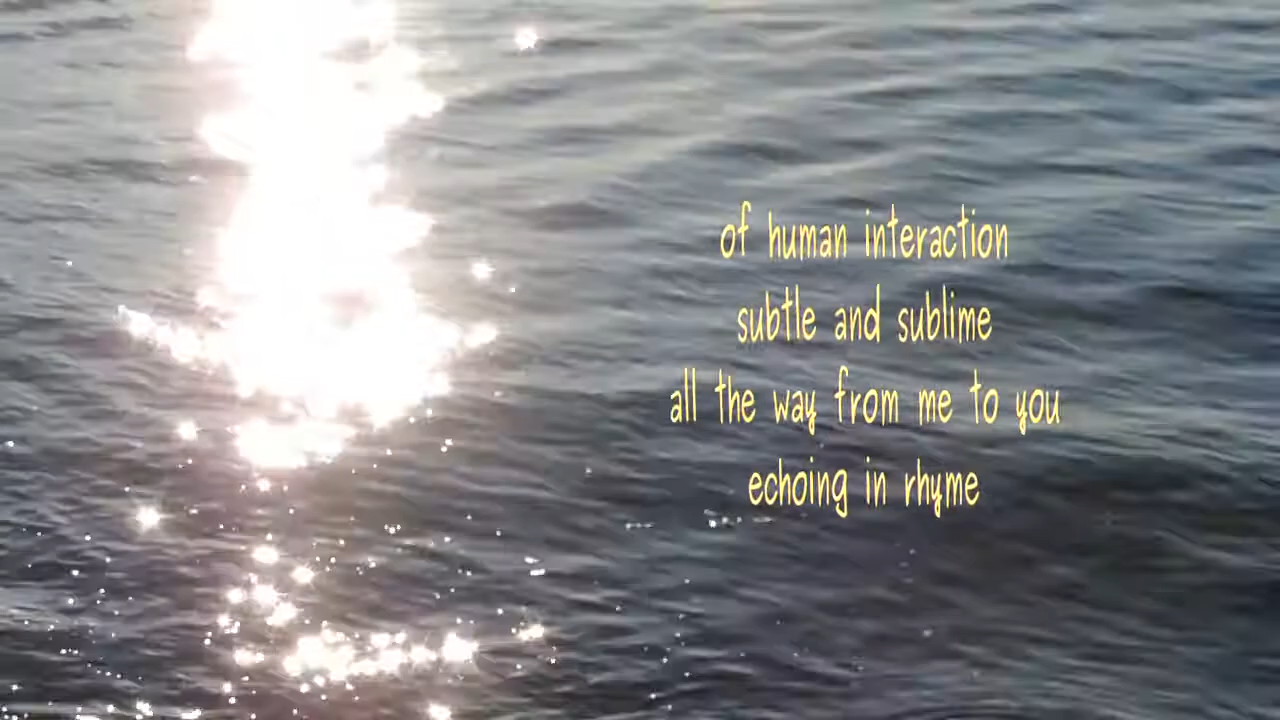 of human interaction
subtle and sublime
all the way from me to you
echoing in rhyme